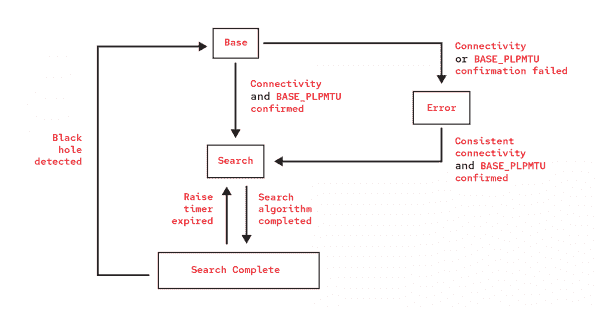 Base
Connectivity
or BASE_PLPMTU
confirmation failed
Connectivity
and BASE_PLPMTU
confirmed
Error
Black
hole
detected
Consistent
connectivity
and BASE_PLPMTU
confirmed
Search
Raise
timer
expired
Search
algorithm
completed
Search Complete